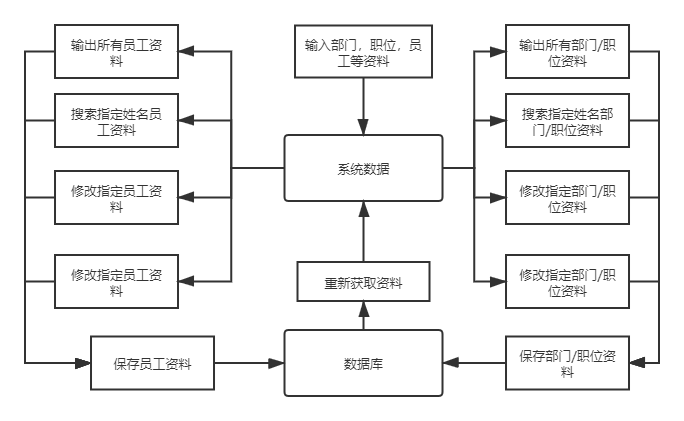 输出所有员工资
料
输入部门，职位，员
工等资料
输出所有部门/职
位资料
搜索指定姓名员
工资料
搜索指定姓名部
门/职位资料
系统数据
修改指定员工资
料
修改指定部门/职
位资料
修改指定员工资
料
重新获取资料
修改指定部门/职
位资料
保存员工资料
数据库
保存部门/职位资
料